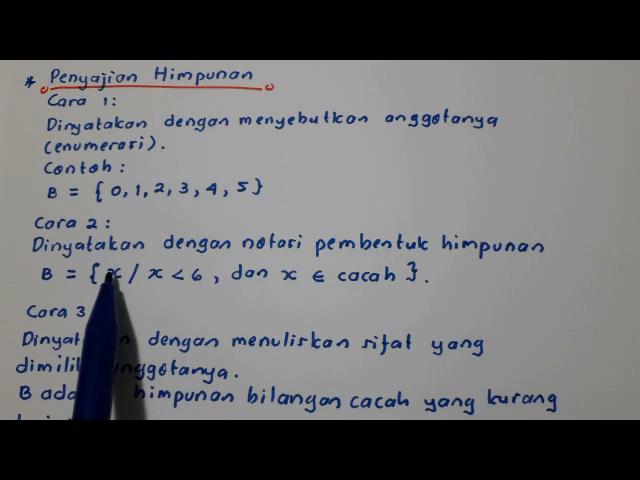 * Penyajian Himpunan
Cara 1:
Dinyatakan dengan menyebutkan anggotanya
(enumerasi).
Contoh:
B = { 0, 1, 2, 3, 4, 5 }
Cara 2:
Dinyatakan dengan notasi pembentuk himpunan
B = { x / x < 6, dan x ∈ cacah }.
Cara 3
dengan menuliskan sifat yang
anggotanya.
B himpunan bilangan cacah yang kurang